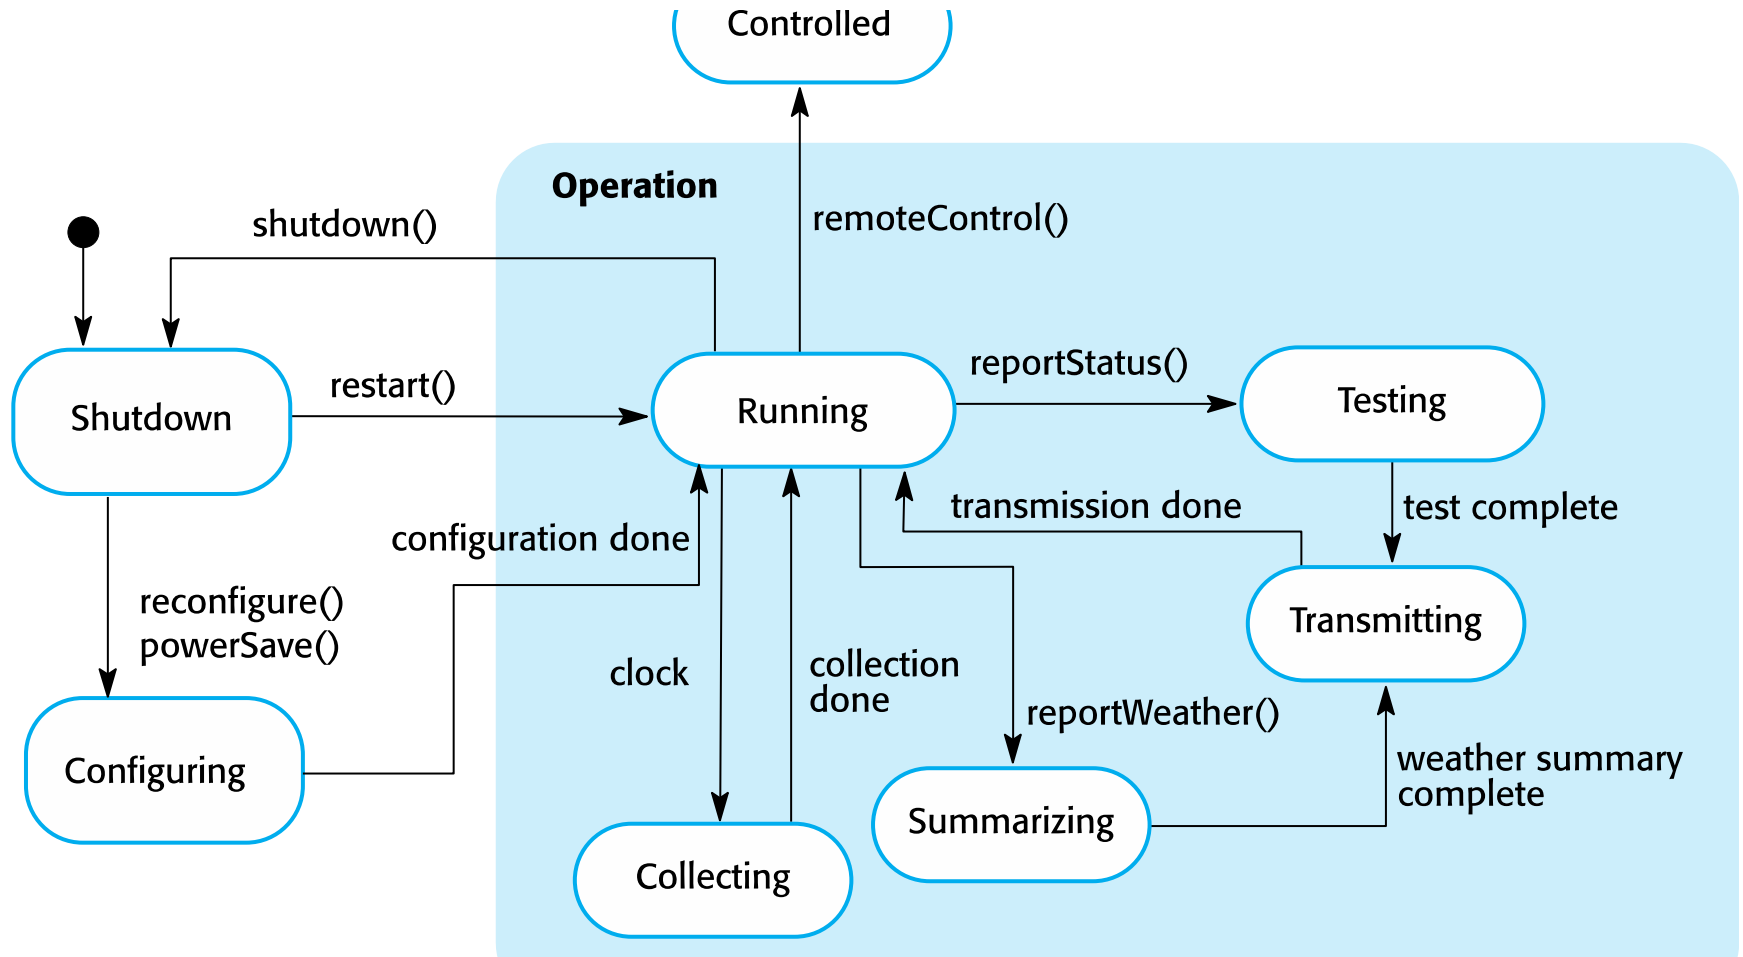 Controlled
Operation
shutdown()
remoteControl()
restart()
reportStatus()
Shutdown
Running
Testing
configuration done
transmission done
test complete
reconfigure()
powerSave()
Transmitting
clock
collection
done
reportWeather()
Configuring
weather summary
complete
Summarizing
Collecting